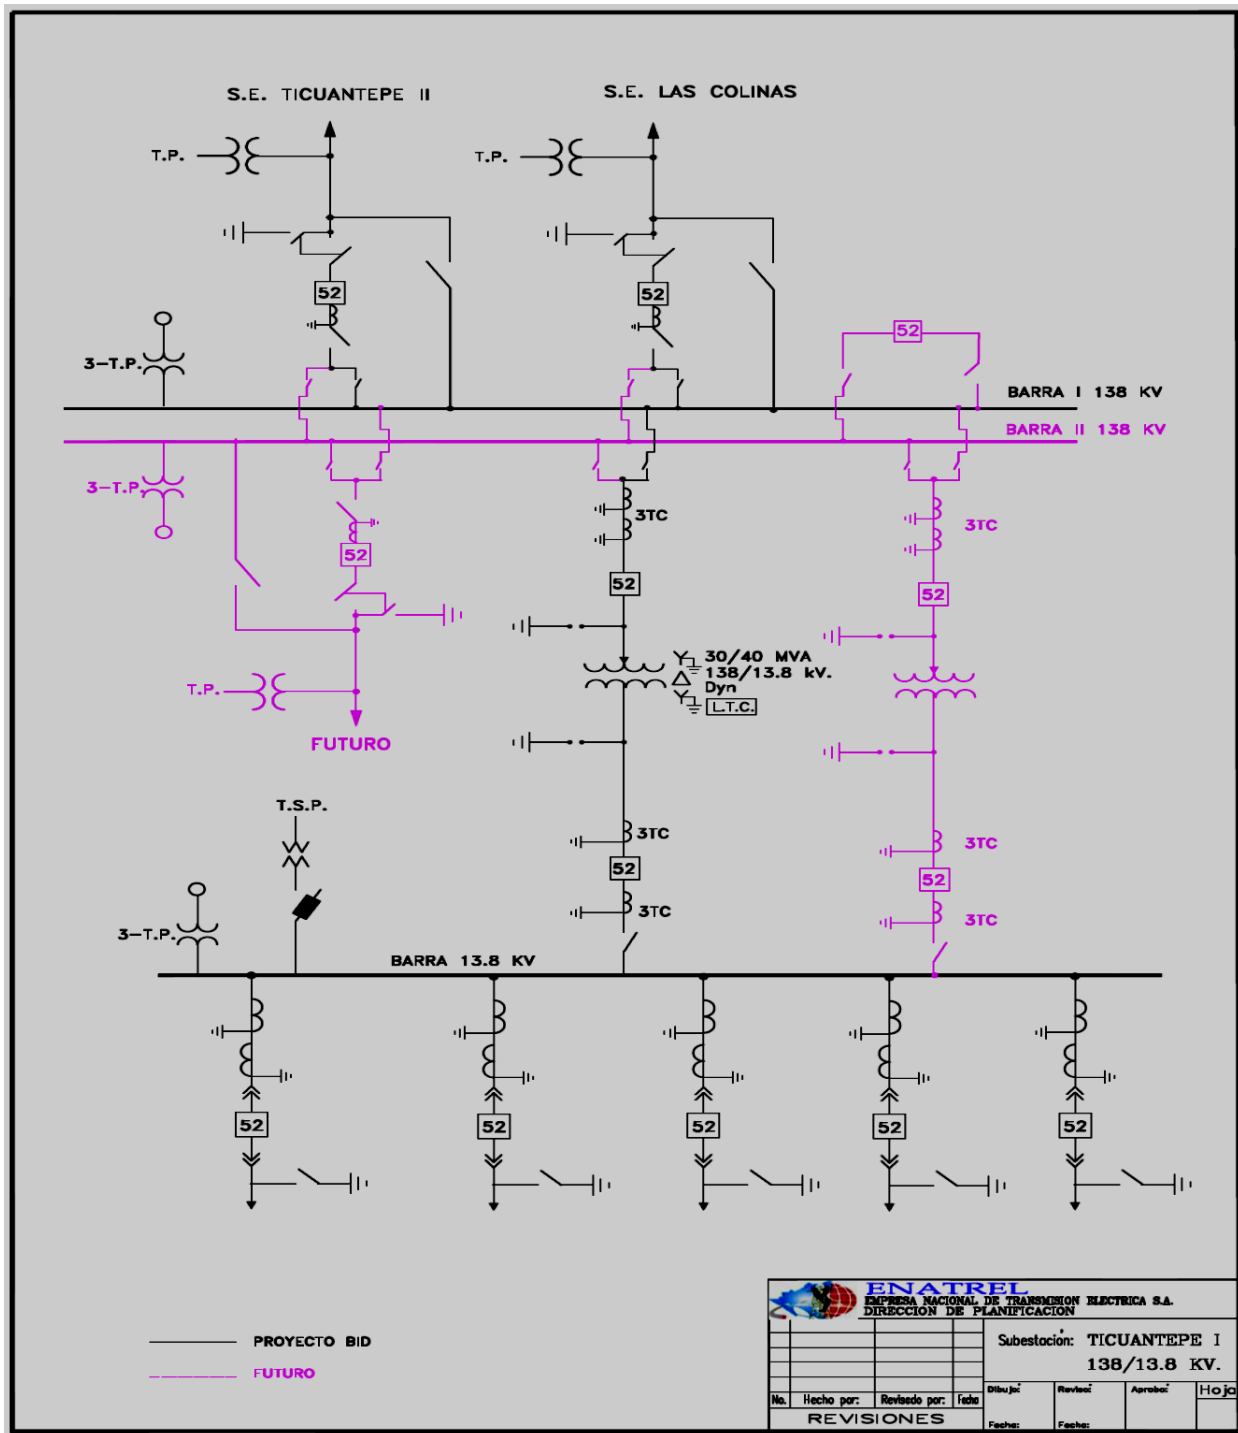 S.E. TICUANTEPE II
S.E. LAS COLINAS
T.P.
T.P.
52
52
52
3-T.P.
BARRA I 138 KV
BARRA II 138 KV
3-T.P.
3TC
3TC
52
52
52
30/40 MVA
138/13.8 kV.
Dyn
L.T.C.
T.P.
FUTURO
T.S.P.
3TC
3TC
52
52
3TC
3TC
3-T.P.
BARRA 13.8 KV
52
52
52
52
52
PROYECTO BID
FUTURO
ENATREL
EMPRESA NACIONAL DE TRANSMISION ELECTRICA S.A.
DIRECCION DE PLANIFICACION
Subestación: TICUANTEPE I
138/13.8 KV.
No. Hecho por: Revisado por: Fecha
REVISIONES
Dibujo: Reviso: Aprobo: Hoja
Fecha: Fecha: